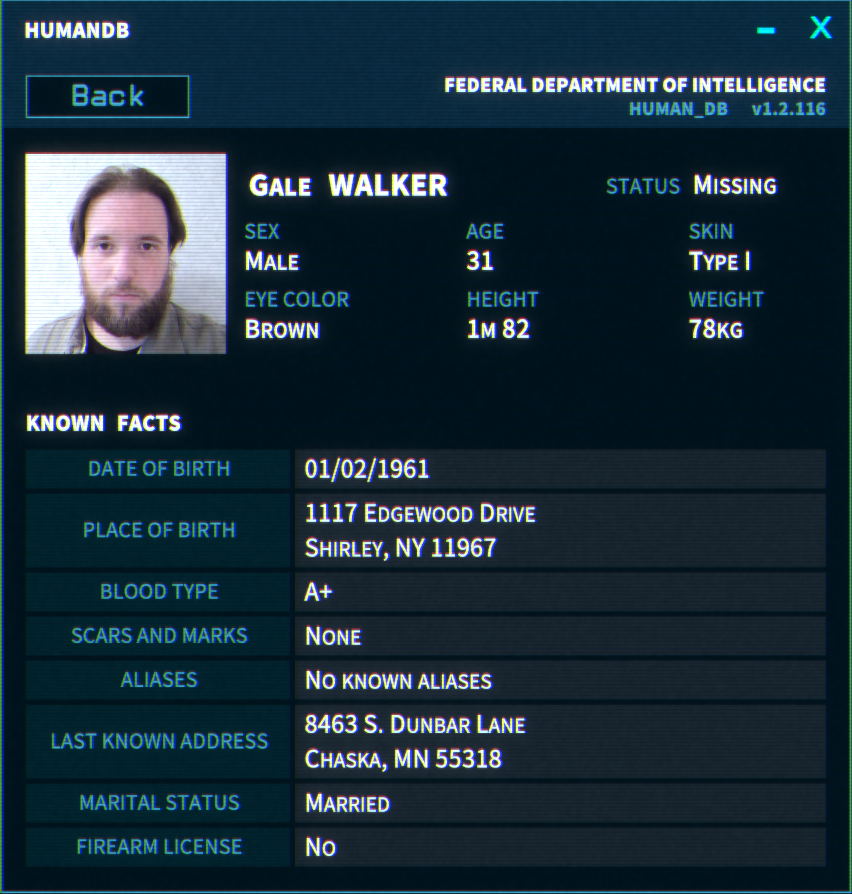 HUMANDB
– X
Back
FEDERAL DEPARTMENT OF INTELLIGENCE
HUMAN_DB v1.2.116
GALE WALKER
STATUS MISSING
SEX AGE SKIN
MALE 31 TYPE I
EYE COLOR HEIGHT WEIGHT
BROWN 1M 82 78KG
KNOWN FACTS
DATE OF BIRTH 01/02/1961
PLACE OF BIRTH 1117 EDGEWOOD DRIVE
SHIRLEY, NY 11967
BLOOD TYPE A+
SCARS AND MARKS NONE
ALIASES NO KNOWN ALIASES
LAST KNOWN ADDRESS 8463 S. DUNBAR LANE
CHASKA, MN 55318
MARITAL STATUS MARRIED
FIREARM LICENSE NO